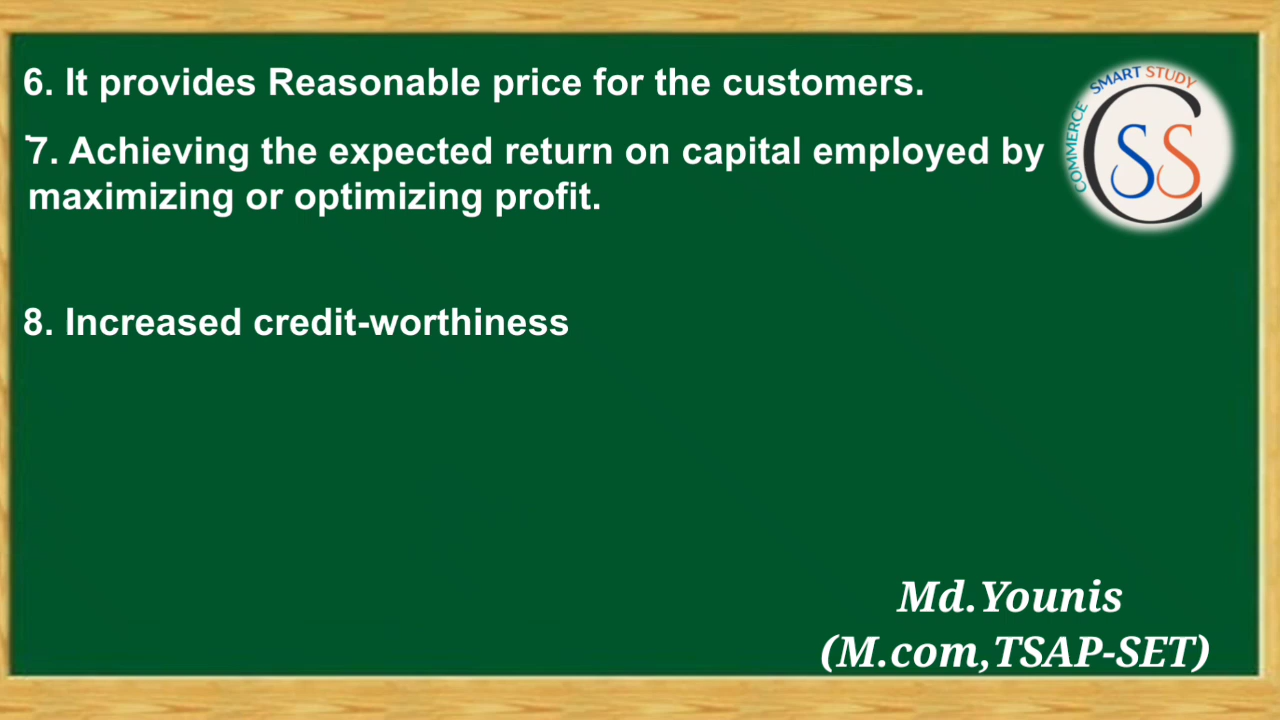 6. It provides Reasonable price for the customers.
7. Achieving the expected return on capital employed by
maximizing or optimizing profit.
8. Increased credit-worthiness
COMMERCE SMART STUDY
CSS
Md.Younis
(M.com,TSAP-SET)